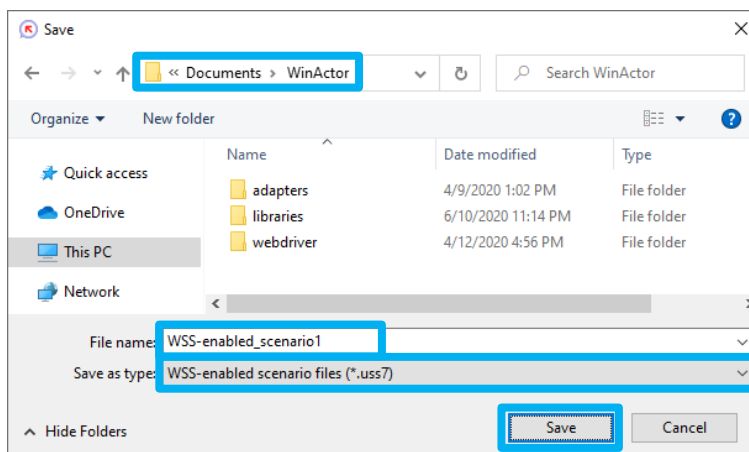 Save
« Documents › WinActor
Search WinActor
Organize
New folder
Name
Date modified
Type
Quick access
OneDrive
This PC
Network
adapters 4/9/2020 1:02 PM File folder
libraries 6/10/2020 11:14 PM File folder
webdriver 4/12/2020 4:56 PM File folder
File name: WSS-enabled_scenario1
Save as type: WSS-enabled scenario files (*.uss7)
Hide Folders
Save
Cancel